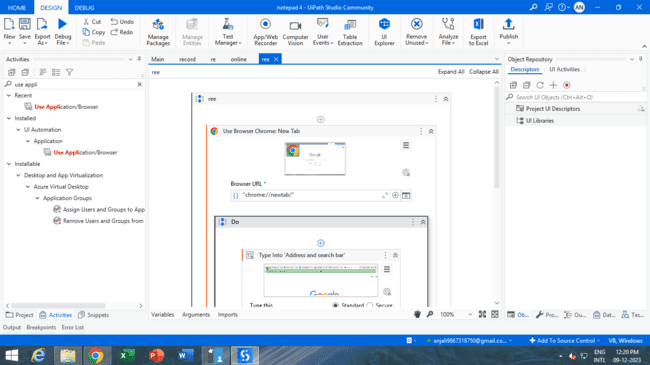 HOME DESIGN DEBUG notepad 4 - UiPath Studio Community AN
New Save Export As Debug File Cut Copy Paste Undo Redo Manage Packages Manage Entities Test Manager App/Web Recorder Computer Vision User Events Table Extraction UI Explorer Remove Unused Analyze File Export to Excel Publish
Activities
use appli
Recent
Use Application/Browser
Installed
UI Automation
Application
Use Application/Browser
Installable
Desktop and App Virtualization
Azure Virtual Desktop
Application Groups
Assign Users and Groups to App
Remove Users and Groups from
Project Activities Snippets
Main record re online ree
ree Expand All Collapse All
ree
Use Browser Chrome: New Tab
Google
Browser URL *
"chrome://newtab/"
Do
Type Into 'Address and search bar'
Google
Type this Standard Secure
Variables Arguments Imports 100%
Object Repository
Descriptors UI Activities
Search UI Objects (Ctrl+Alt+O)
Project UI Descriptors
UI Libraries
Ob... Pro... Ou... Dat... Tes...
Output Breakpoints Error List
anjali9867318750@gmail.co... Add To Source Control VB, Windows
ENG 12:20 PM
INTL 09-12-2023